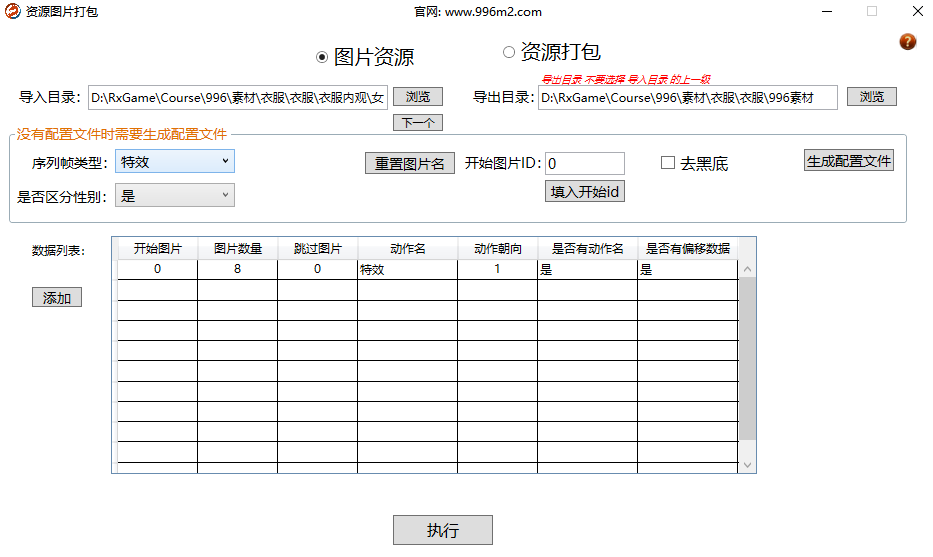 资源图片打包
官网: www.996m2.com
图片资源
资源打包
导出目录 不要选择 导入目录 的上一级
导入目录: D:\RxGame\Course\996\素材\衣服\衣服\衣服内观\女 浏览
导出目录: D:\RxGame\Course\996\素材\衣服\衣服\996素材 浏览
下一个
没有配置文件时需要生成配置文件
序列帧类型: 特效 重置图片名 开始图片ID: 0 去黑底 生成配置文件
是否区分性别: 是 填入开始id
数据列表: 开始图片 图片数量 跳过图片 动作名 动作朝向 是否有动作名 是否有偏移数据
0 8 0 特效 1 是 是
添加
执行